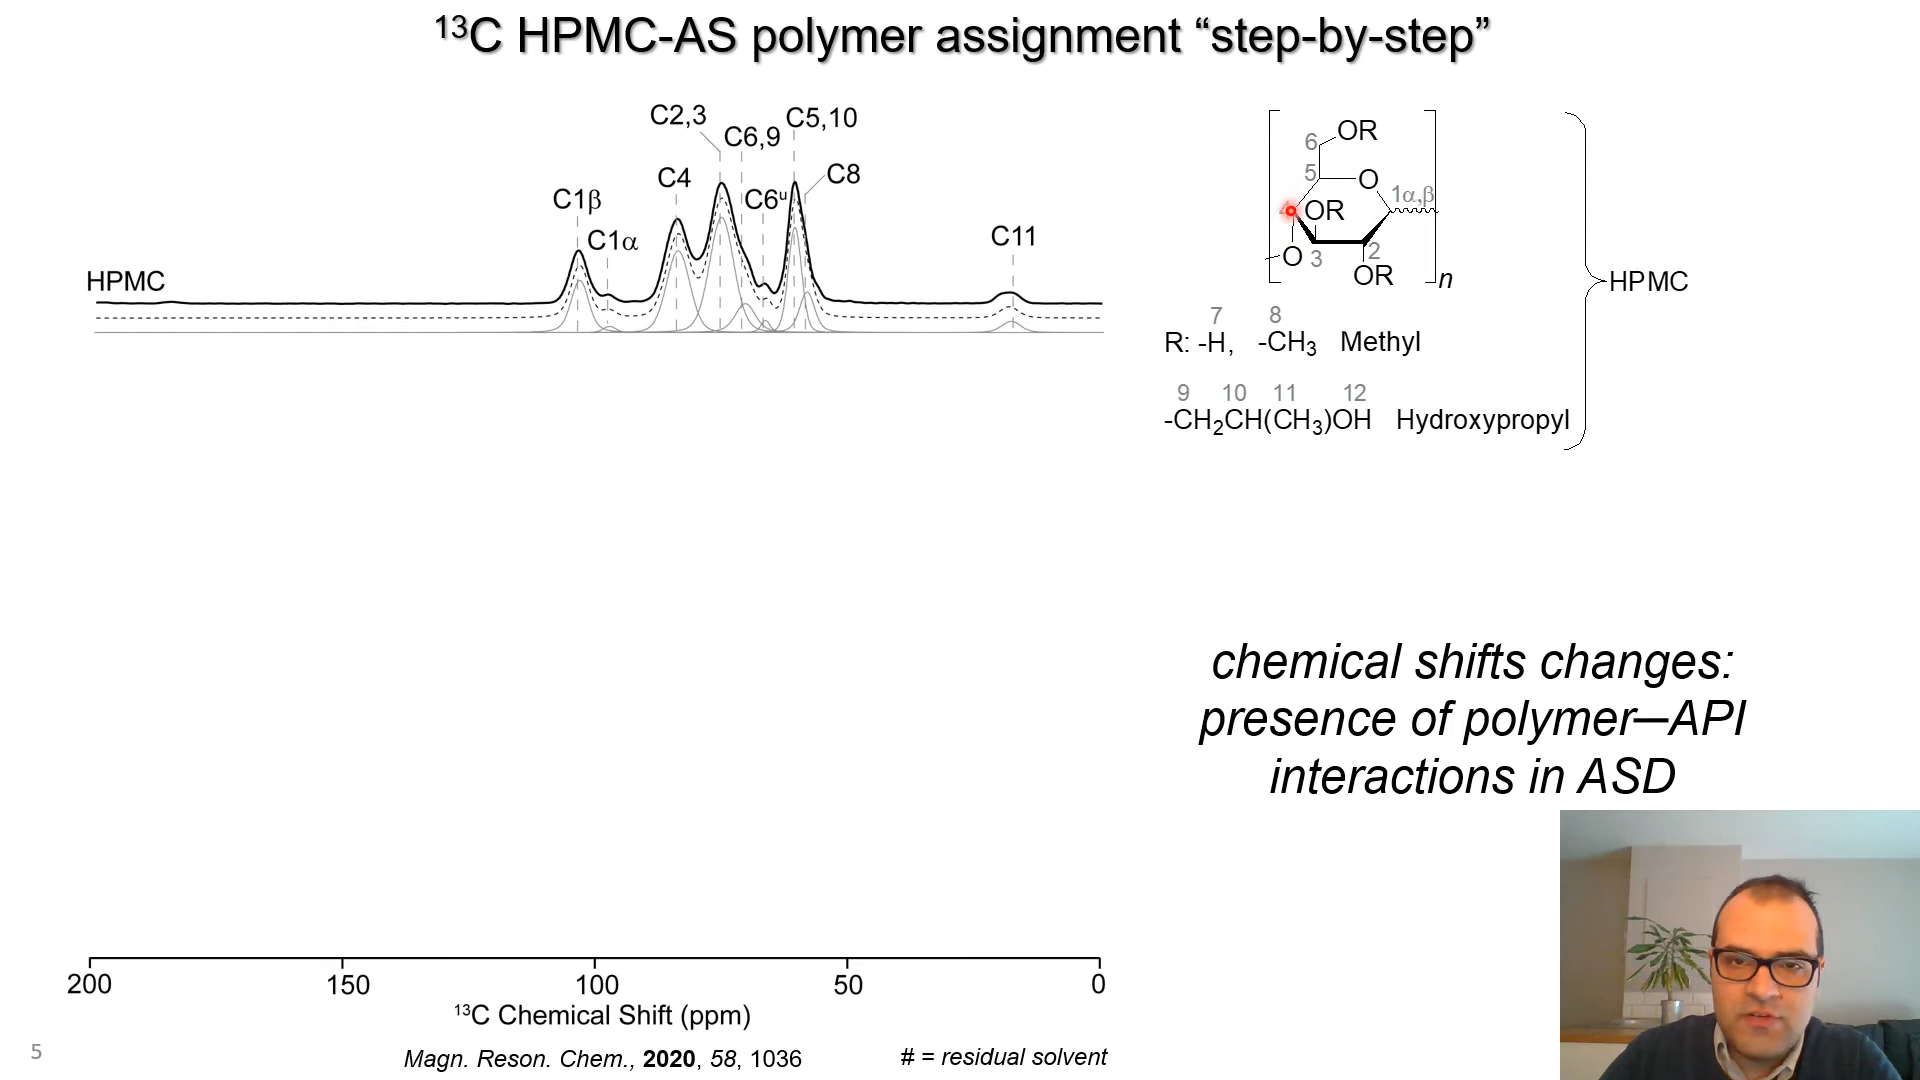 ¹³C HPMC-AS polymer assignment “step-by-step”
C2,3
C6,9
C5,10
C4
C8
C1β
C6ᵘ
C1α
C11
HPMC
6
OR
5
O
1α,β
4
OR
O
3
2
OR
n
HPMC
7
8
R: -H, -CH₃ Methyl
9 10 11 12
-CH₂CH(CH₃)OH Hydroxypropyl
chemical shifts changes:
presence of polymer—API
interactions in ASD
200 150 100 50 0
¹³C Chemical Shift (ppm)
5
Magn. Reson. Chem., 2020, 58, 1036
# = residual solvent